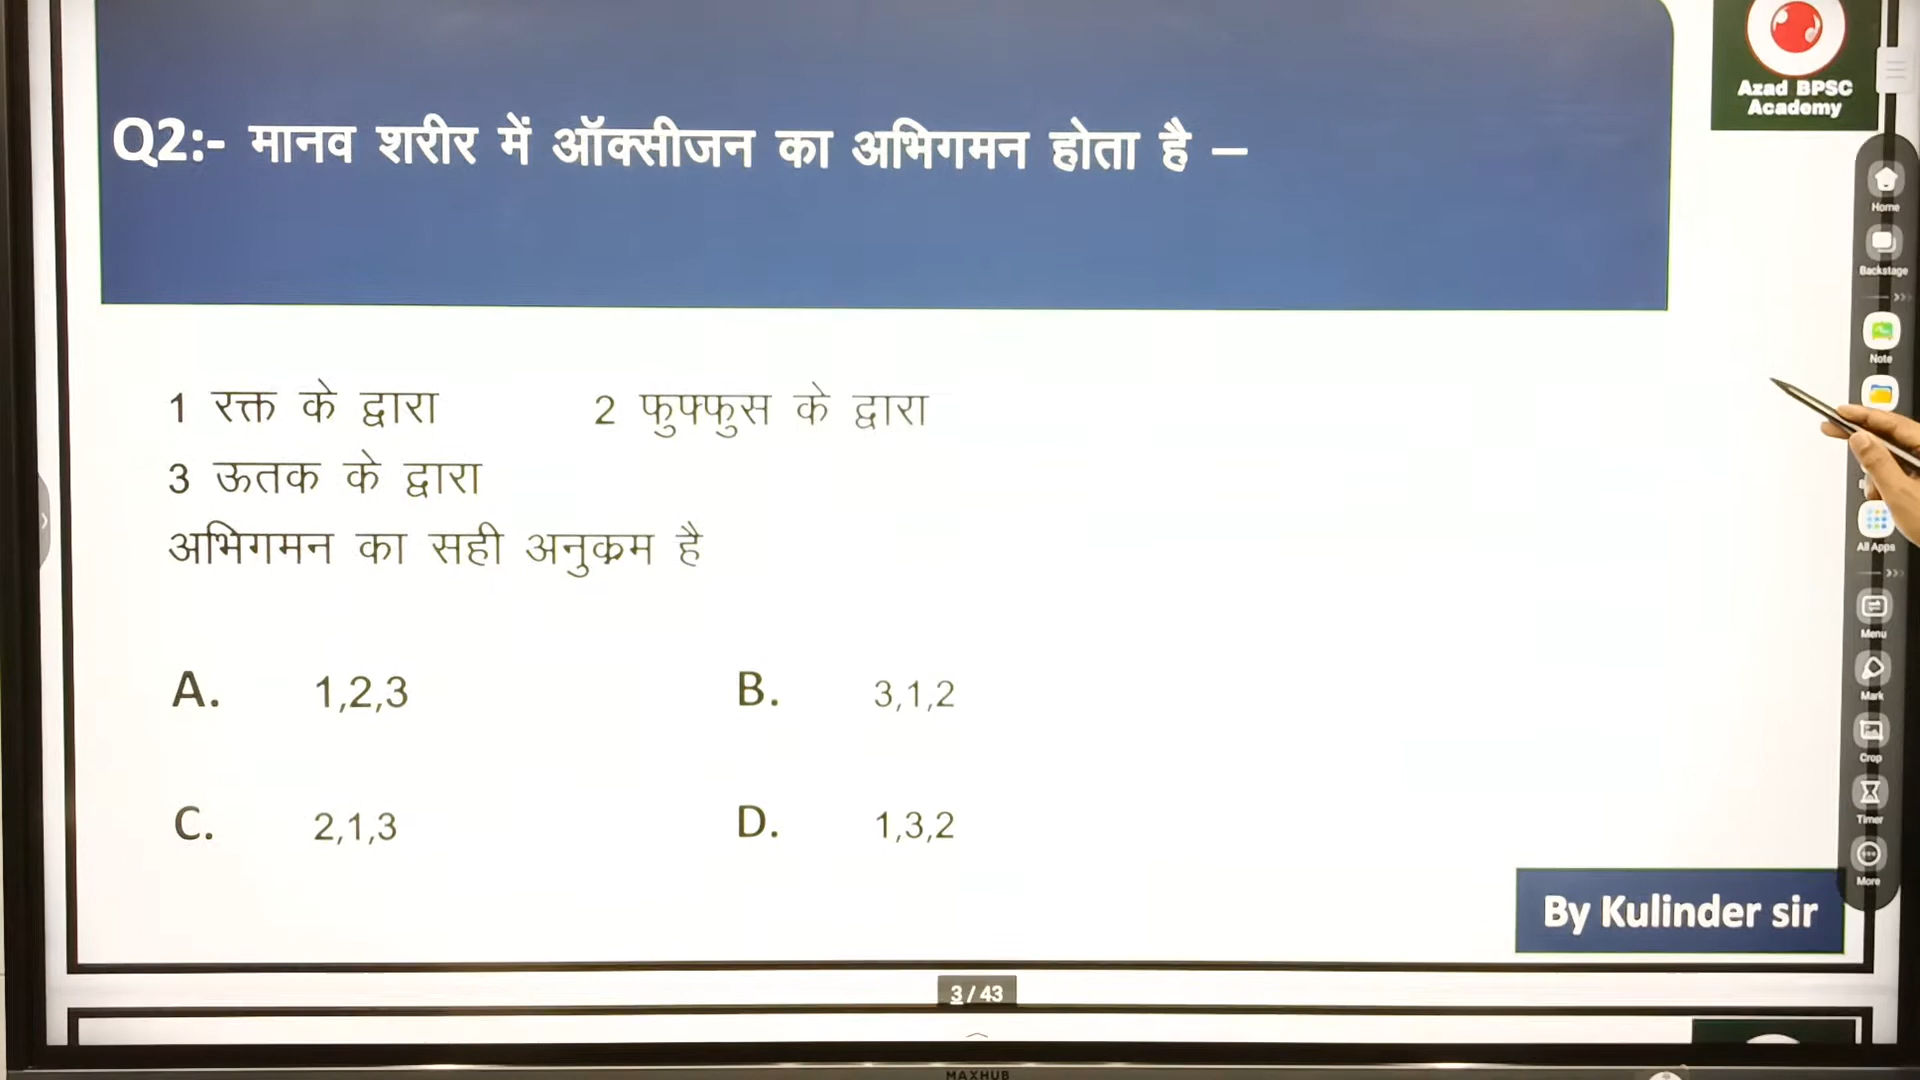 Azad BPSC
Academy
Q2:- मानव शरीर में ऑक्सीजन का अभिगमन होता है –
1 रक्त के द्वारा 2 फुफ्फुस के द्वारा
3 ऊतक के द्वारा
अभिगमन का सही अनुक्रम है
A. 1,2,3 B. 3,1,2
C. 2,1,3 D. 1,3,2
By Kulinder sir
3 / 43
Home
Backstage
Note
All Apps
Menu
Mark
Crop
Timer
More
MAXHUB